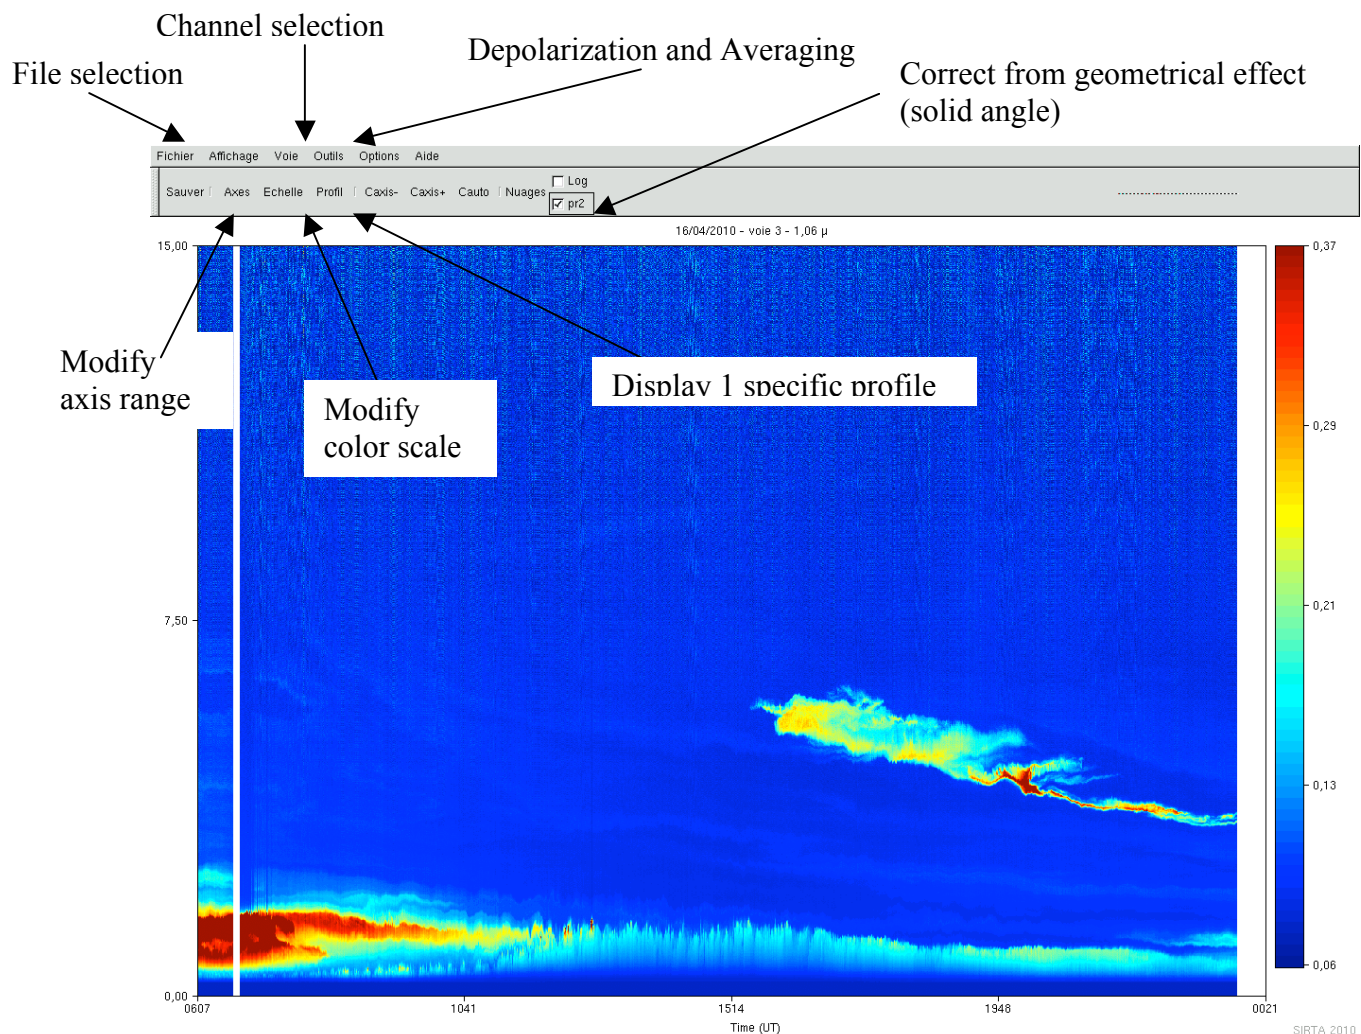 Channel selection
Depolarization and Averaging
File selection
Correct from geometrical effect
(solid angle)
Fichier Affichage Voie Outils Options Aide
Sauver Axes Echelle Profil Caxis- Caxis+ Cauto Nuages
Log
pr2
16/04/2010 - voie 3 - 1,06 µ
15,00
0,37
Modify
axis range
Display 1 specific profile
Modify
color scale
0,29
7,50
0,21
0,13
0,06
0,00
0607 1041 1514 1948 0021
Time (UT)
SIRTA 2010